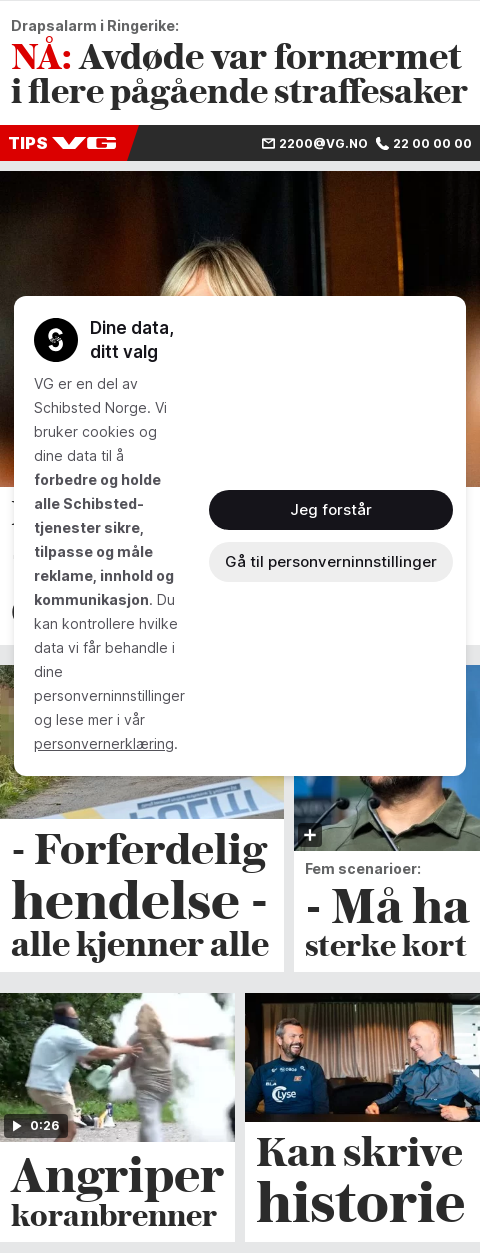 Drapsalarm i Ringerike:
NÅ: Avdøde var fornærmet
i flere pågående straffesaker
TIPS VG
2200@VG.NO 22 00 00 00
Dine data,
ditt valg
VG er en del av
Schibsted Norge. Vi
bruker cookies og
dine data til å
forbedre og holde
alle Schibsted-
tjenester sikre,
tilpasse og måle
reklame, innhold og
kommunikasjon. Du
kan kontrollere hvilke
data vi får behandle i
dine
personverninnstillinger
og lese mer i vår
personvernerklæring.
Jeg forstår
Gå til personverninnstillinger
- Forferdelig
hendelse -
alle kjenner alle
Fem scenarioer:
- Må ha
sterke kort
0:26
Angriper
koranbrenner
Lyse
Kan skrive
historie